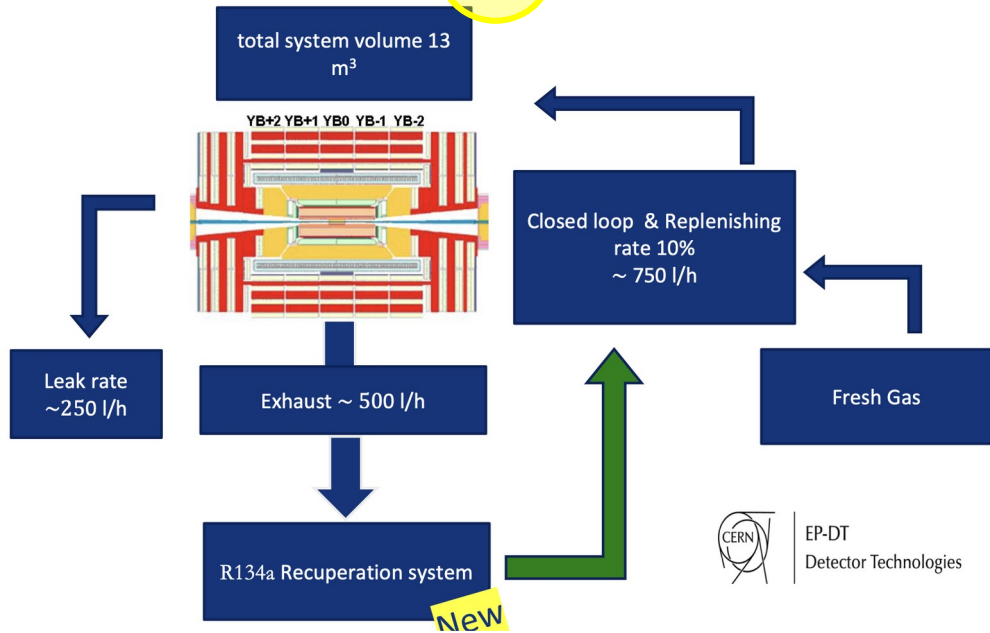 total system volume 13
m³
YB+2 YB+1 YB0 YB-1 YB-2
Closed loop & Replenishing
rate 10%
~ 750 l/h
Leak rate
~250 l/h
Exhaust ~ 500 l/h
Fresh Gas
R134a Recuperation system
New
CERN
EP-DT
Detector Technologies